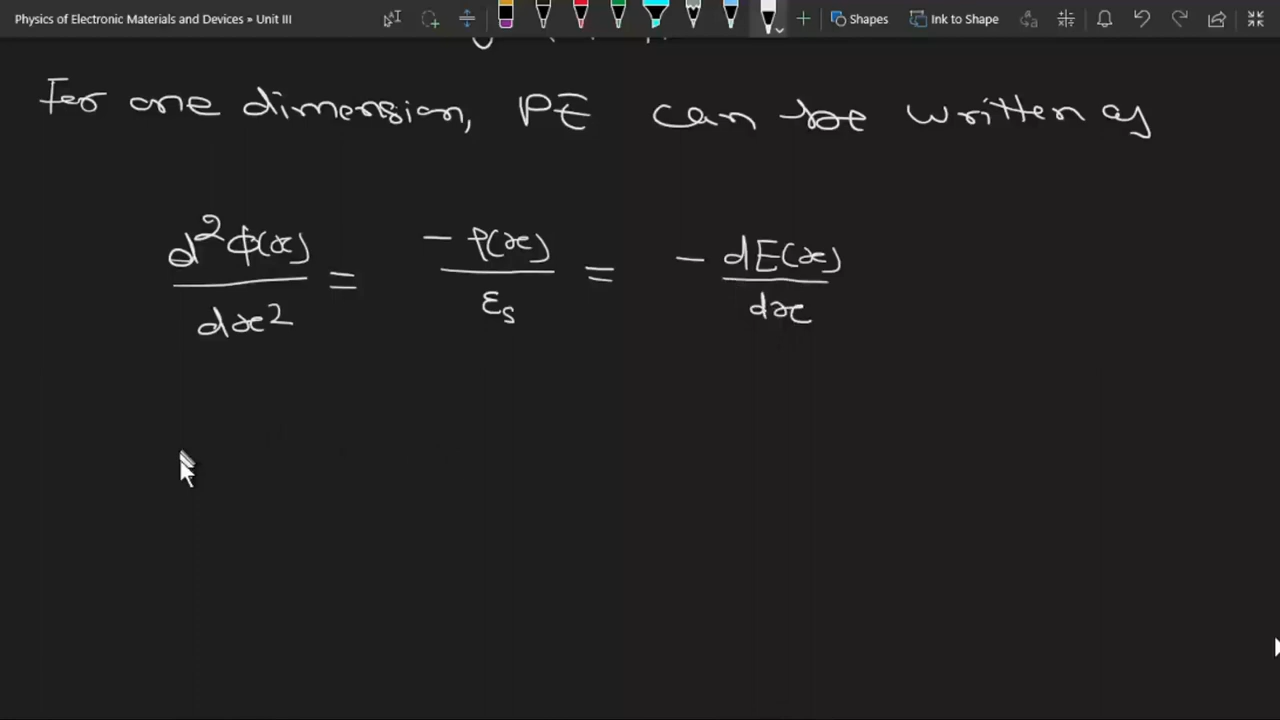 Physics of Electronic Materials and Devices » Unit III
Shapes
Ink to Shape
For one dimension, PE can be written as
d²ϕ(x)/dx² = -ρ(x)/εs = - dE(x)/dx